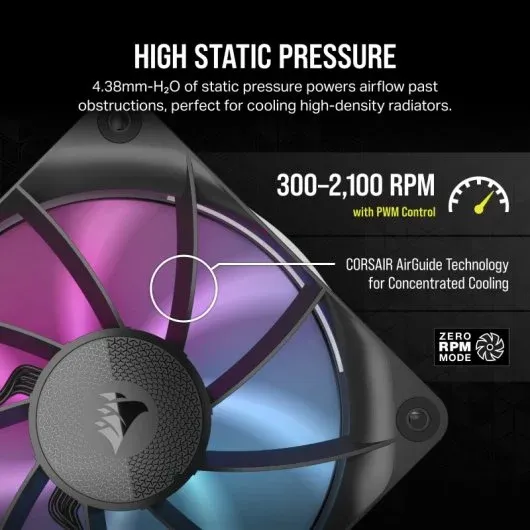 HIGH STATIC PRESSURE
4.38mm-H₂O of static pressure powers airflow past
obstructions, perfect for cooling high-density radiators.
300–2,100 RPM
with PWM Control
CORSAIR AirGuide Technology
for Concentrated Cooling
ZERO
RPM
MODE